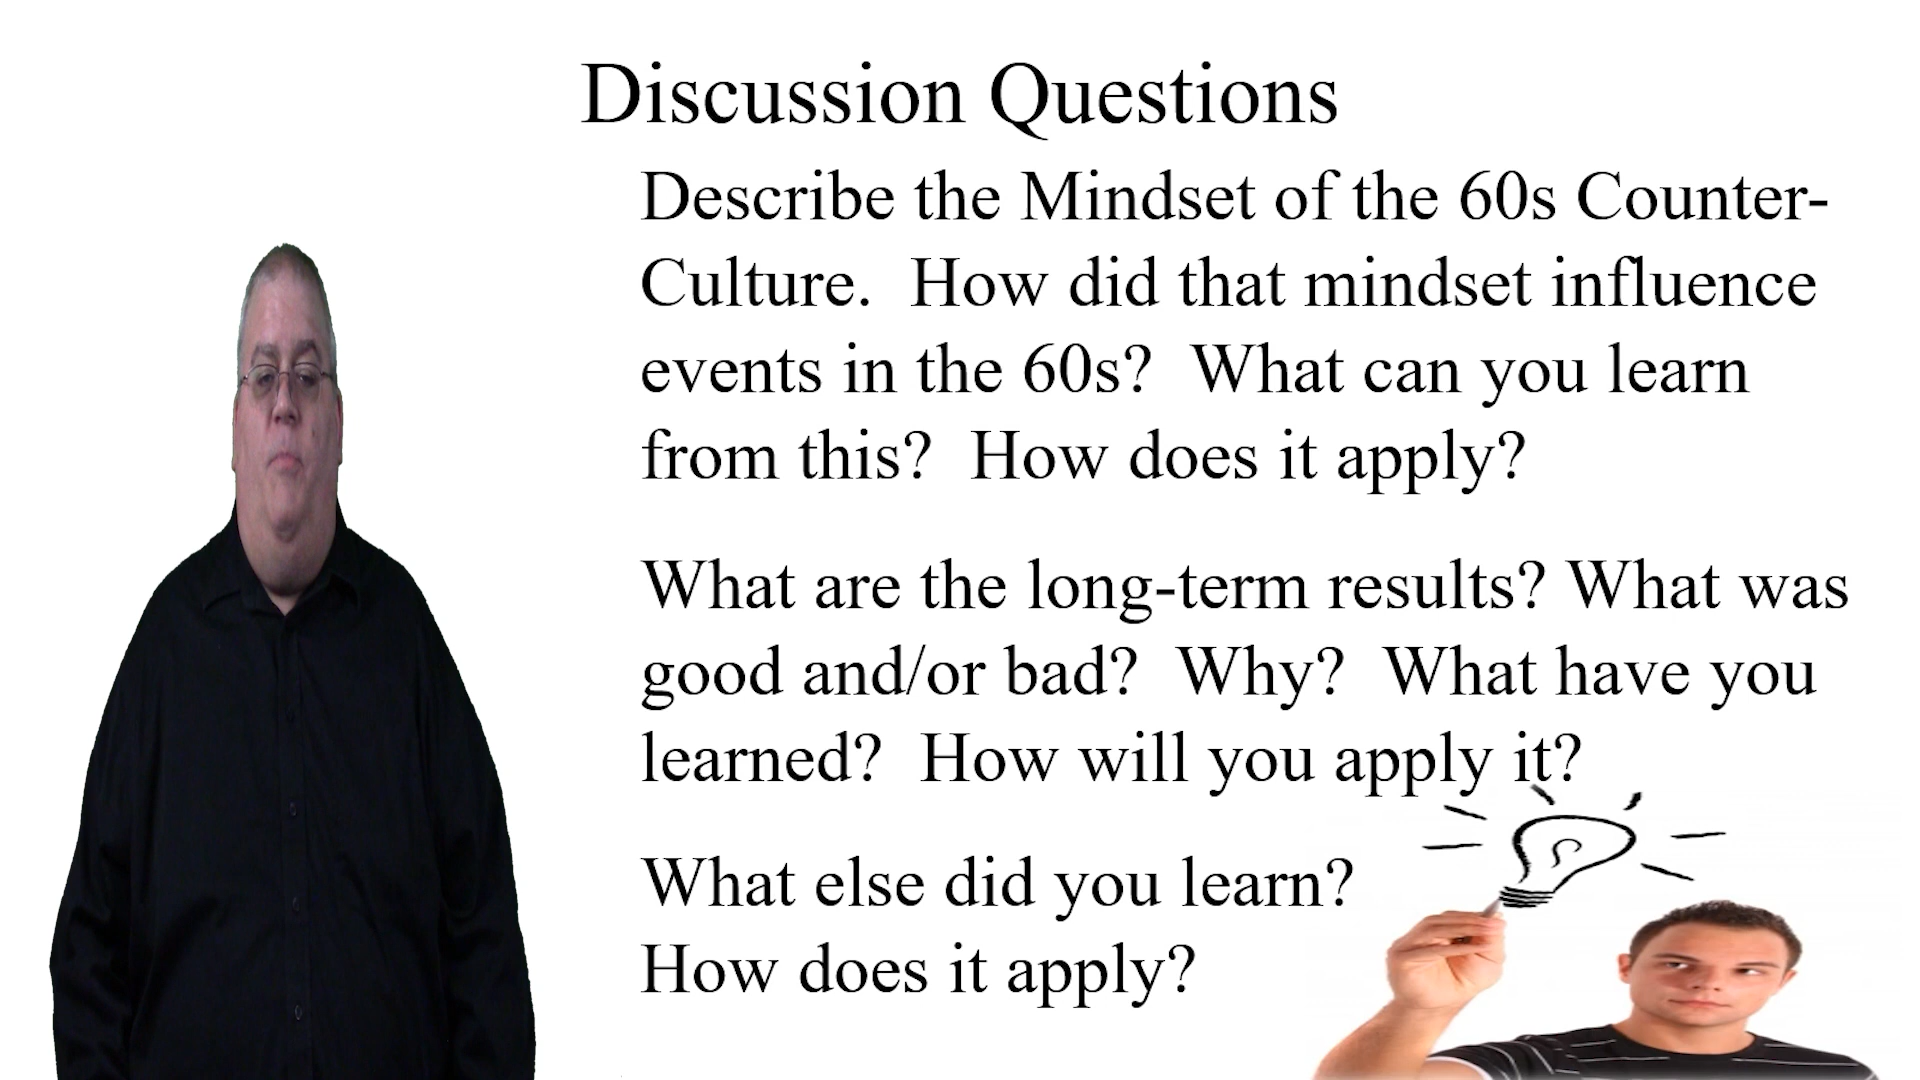 Discussion Questions
Describe the Mindset of the 60s Counter-
Culture.  How did that mindset influence
events in the 60s?  What can you learn
from this?  How does it apply?
What are the long-term results? What was
good and/or bad?  Why?  What have you
learned?  How will you apply it?
What else did you learn?
How does it apply?